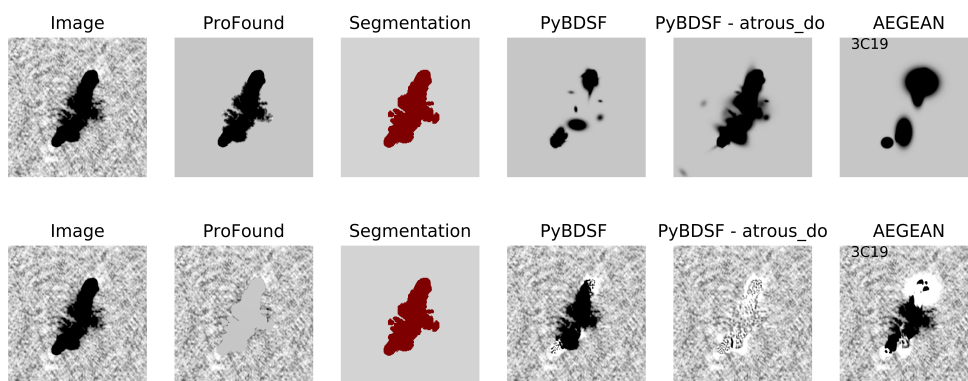 Image ProFound Segmentation PyBDSF PyBDSF - atrous_do AEGEAN
3C19
Image ProFound Segmentation PyBDSF PyBDSF - atrous_do AEGEAN
3C19